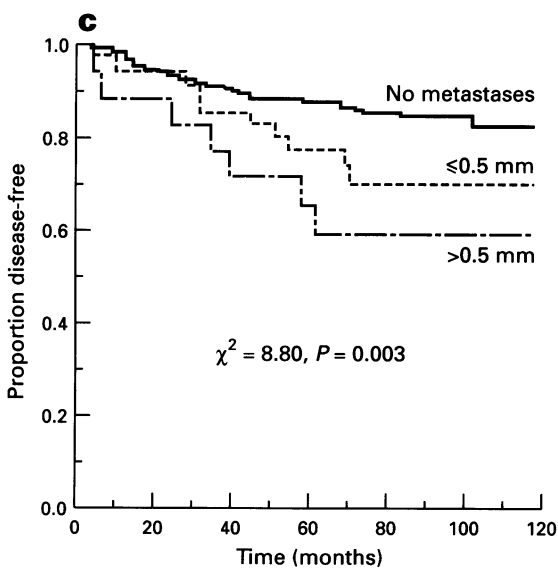 c
1.0
0.8
0.6
0.4
0.2
0.0
Proportion disease-free
No metastases
≤0.5 mm
>0.5 mm
χ² = 8.80, P = 0.003
0 20 40 60 80 100 120
Time (months)